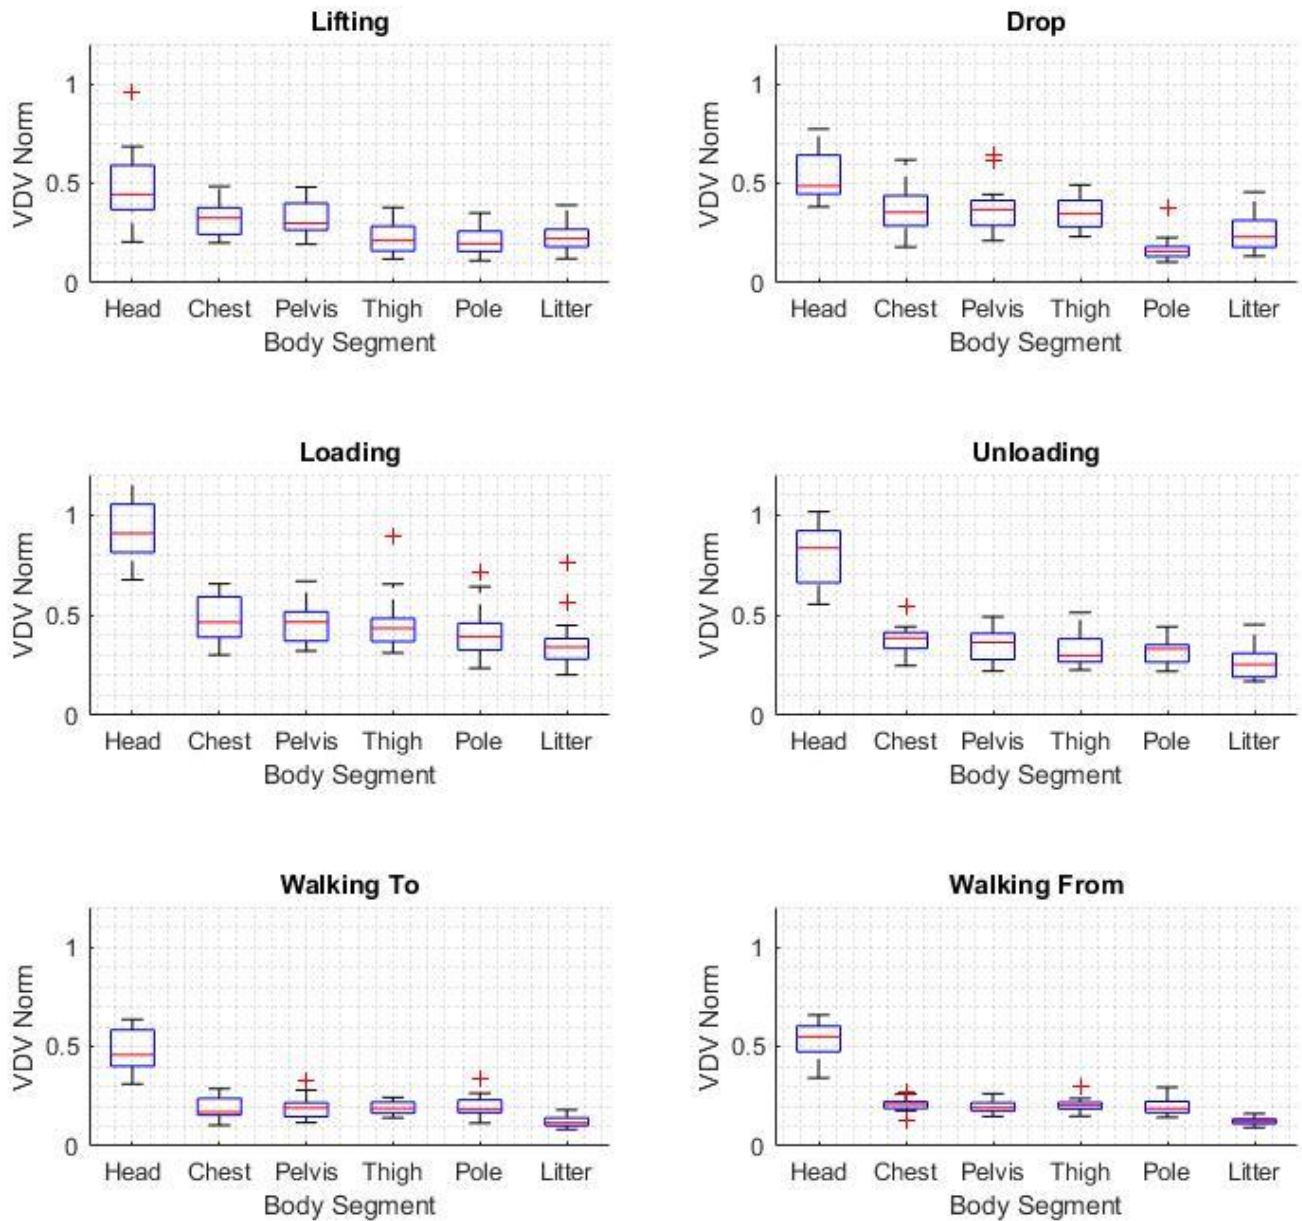 Lifting
VDV Norm
1
0.5
0
Head Chest Pelvis Thigh Pole Litter
Body Segment
Drop
VDV Norm
1
0.5
0
Head Chest Pelvis Thigh Pole Litter
Body Segment
Loading
VDV Norm
1
0.5
0
Head Chest Pelvis Thigh Pole Litter
Body Segment
Unloading
VDV Norm
1
0.5
0
Head Chest Pelvis Thigh Pole Litter
Body Segment
Walking To
VDV Norm
1
0.5
0
Head Chest Pelvis Thigh Pole Litter
Body Segment
Walking From
VDV Norm
1
0.5
0
Head Chest Pelvis Thigh Pole Litter
Body Segment